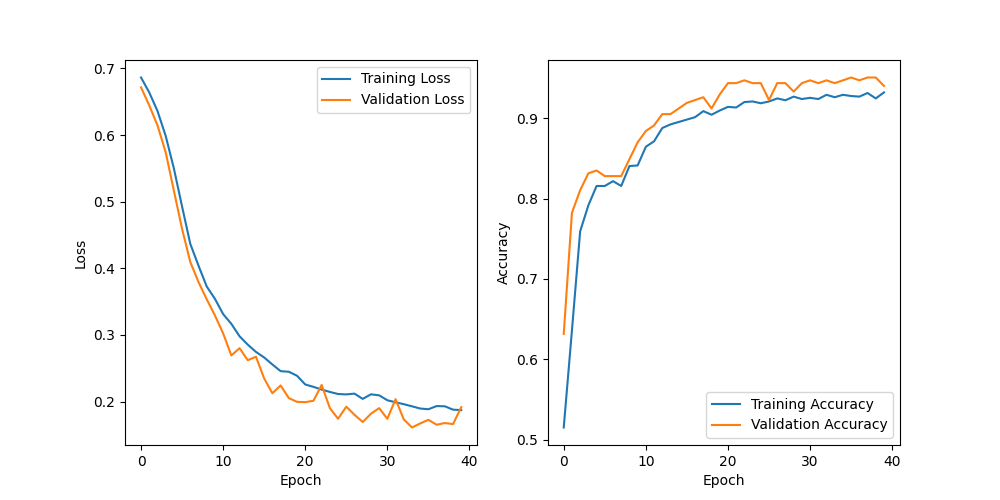 0.7
0.6
0.5
0.4
0.3
0.2
0
10
20
30
40
Loss
Epoch
Training Loss
Validation Loss
0.9
0.8
0.7
0.6
0.5
0
10
20
30
40
Accuracy
Epoch
Training Accuracy
Validation Accuracy